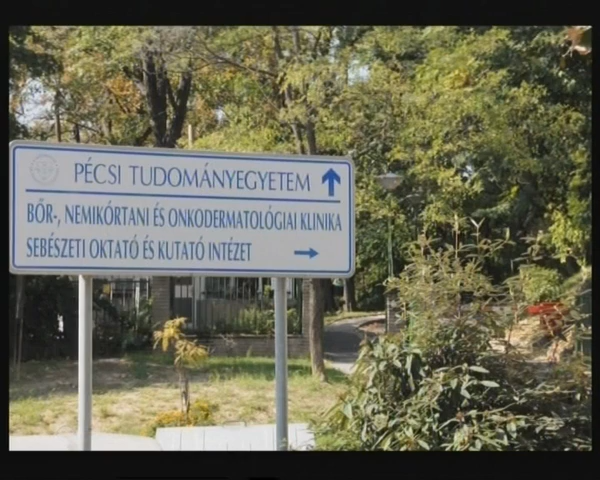 PÉCSI TUDOMÁNYEGYETEM
BŐR-, NEMIKÓRTANI ÉS ONKODERMATOLÓGIAI KLINIKA
SEBÉSZETI OKTATÓ ÉS KUTATÓ INTÉZET